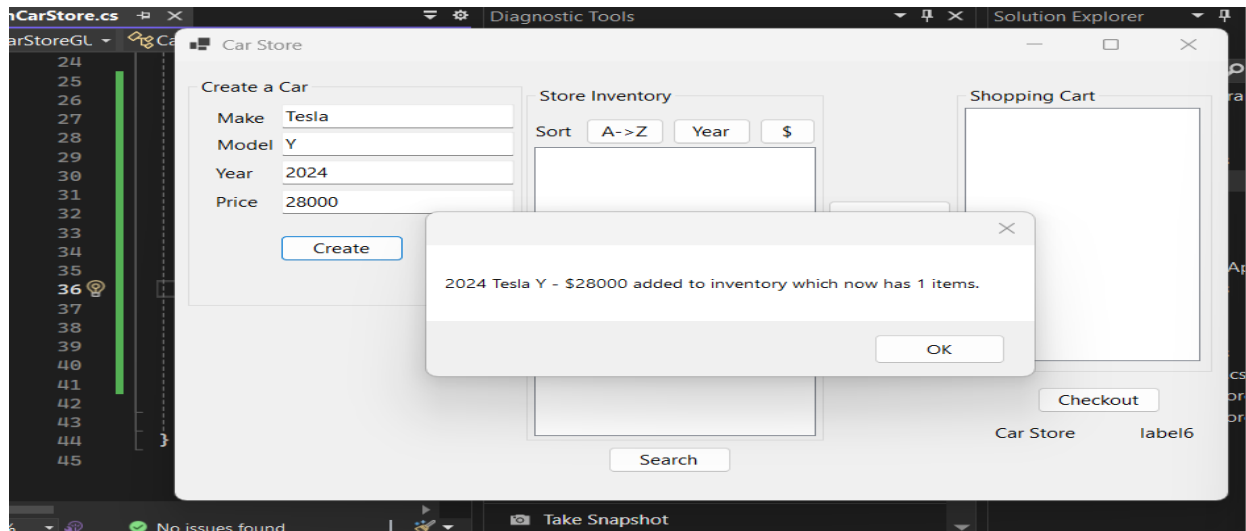 nCarStore.cs
Diagnostic Tools
Solution Explorer
arStoreGL
Ca
Car Store
24
25
26
27
28
29
30
31
32
33
34
35
36
37
38
39
40
41
42
43
44 }
45
Create a Car
Make Tesla
Model Y
Year 2024
Price 28000
Create
Store Inventory
Sort A->Z Year $
Shopping Cart
2024 Tesla Y - $28000 added to inventory which now has 1 items.
OK
Checkout
Car Store label6
Search
No issues found
Take Snapshot